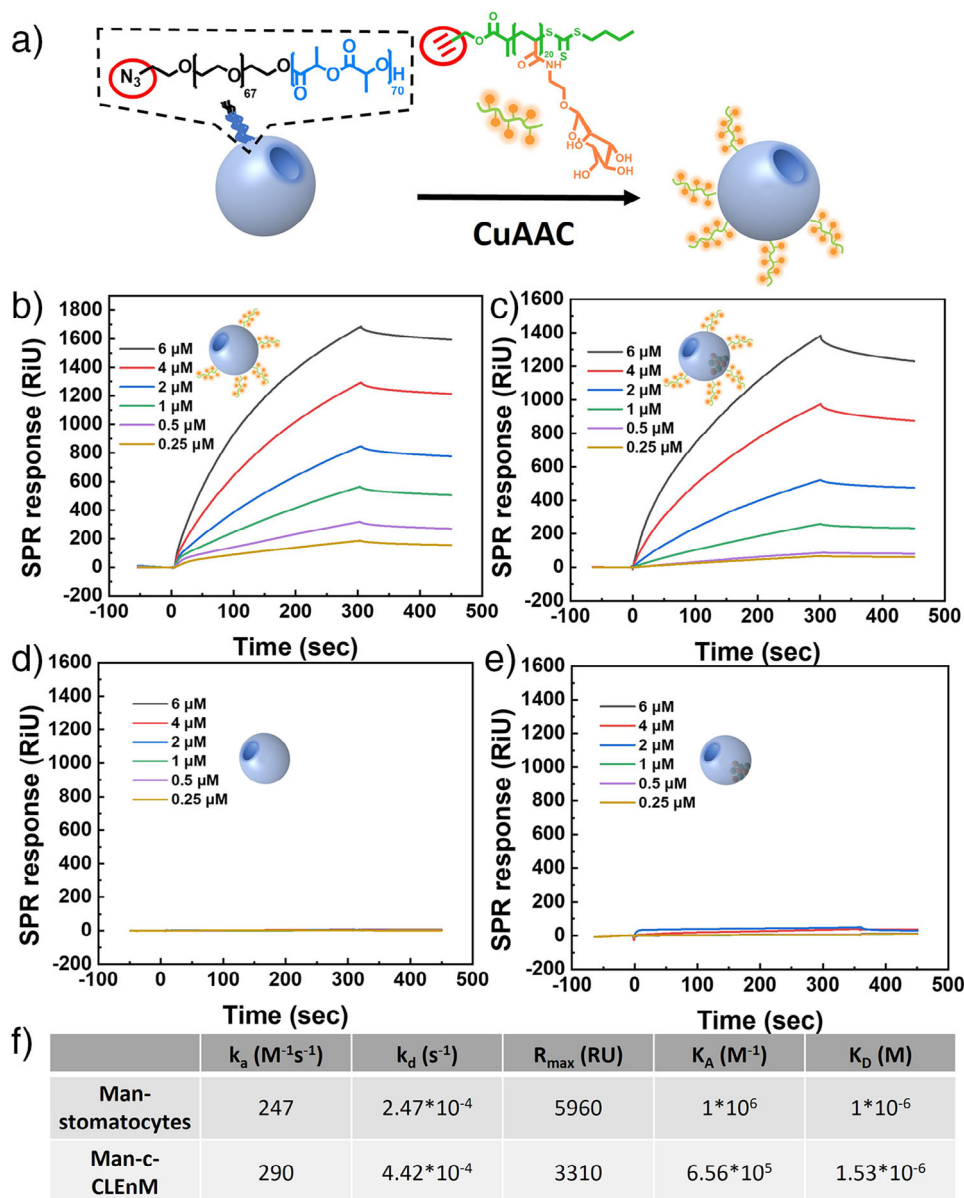 a)
N3
O
O
O
67
O
O
O
O
H
70
O
O
20
S
S
S
O
NH
O
O
HO
HO
OH
OH
CuAAC
b)
SPR response (RiU)
1800
1600
1400
1200
1000
800
600
400
200
0
-200
6 µM
4 µM
2 µM
1 µM
0.5 µM
0.25 µM
-100 0 100 200 300 400 500
Time (sec)
c)
SPR response (RiU)
1600
1400
1200
1000
800
600
400
200
0
-200
6 µM
4 µM
2 µM
1 µM
0.5 µM
0.25 µM
-100 0 100 200 300 400 500
Time (sec)
d)
SPR response (RiU)
1600
1400
1200
1000
800
600
400
200
0
-200
6 µM
4 µM
2 µM
1 µM
0.5 µM
0.25 µM
-100 0 100 200 300 400 500
Time (sec)
e)
SPR response (RiU)
1600
1400
1200
1000
800
600
400
200
0
-200
6 µM
4 µM
2 µM
1 µM
0.5 µM
0.25 µM
-100 0 100 200 300 400 500
Time (sec)
f)
ka (M-1s-1) kd (s-1) Rmax (RU) KA (M-1) KD (M)
Man-stomatocytes 247 2.47*10-4 5960 1*106 1*10-6
Man-c-CLEnM 290 4.42*10-4 3310 6.56*105 1.53*10-6